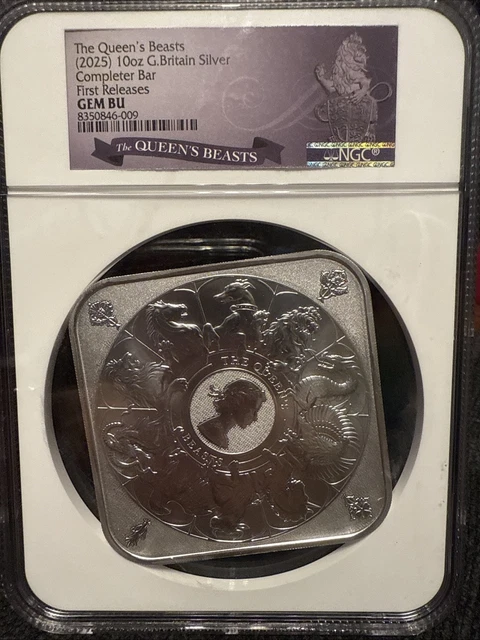 The Queen's Beasts
(2025) 10oz G.Britain Silver
Completer Bar
First Releases
GEM BU
8350846-009
The QUEEN'S BEASTS
NGC®
THE QUEEN'S
BEASTS